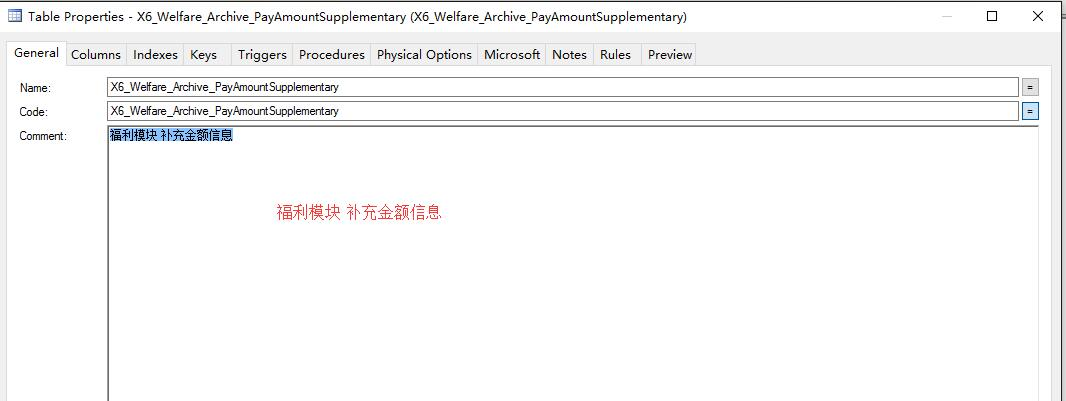 Table Properties - X6_Welfare_Archive_PayAmountSupplementary (X6_Welfare_Archive_PayAmountSupplementary)
General Columns Indexes Keys Triggers Procedures Physical Options Microsoft Notes Rules Preview
Name: X6_Welfare_Archive_PayAmountSupplementary =
Code: X6_Welfare_Archive_PayAmountSupplementary =
Comment: 福利模块 补充金额信息
福利模块 补充金额信息